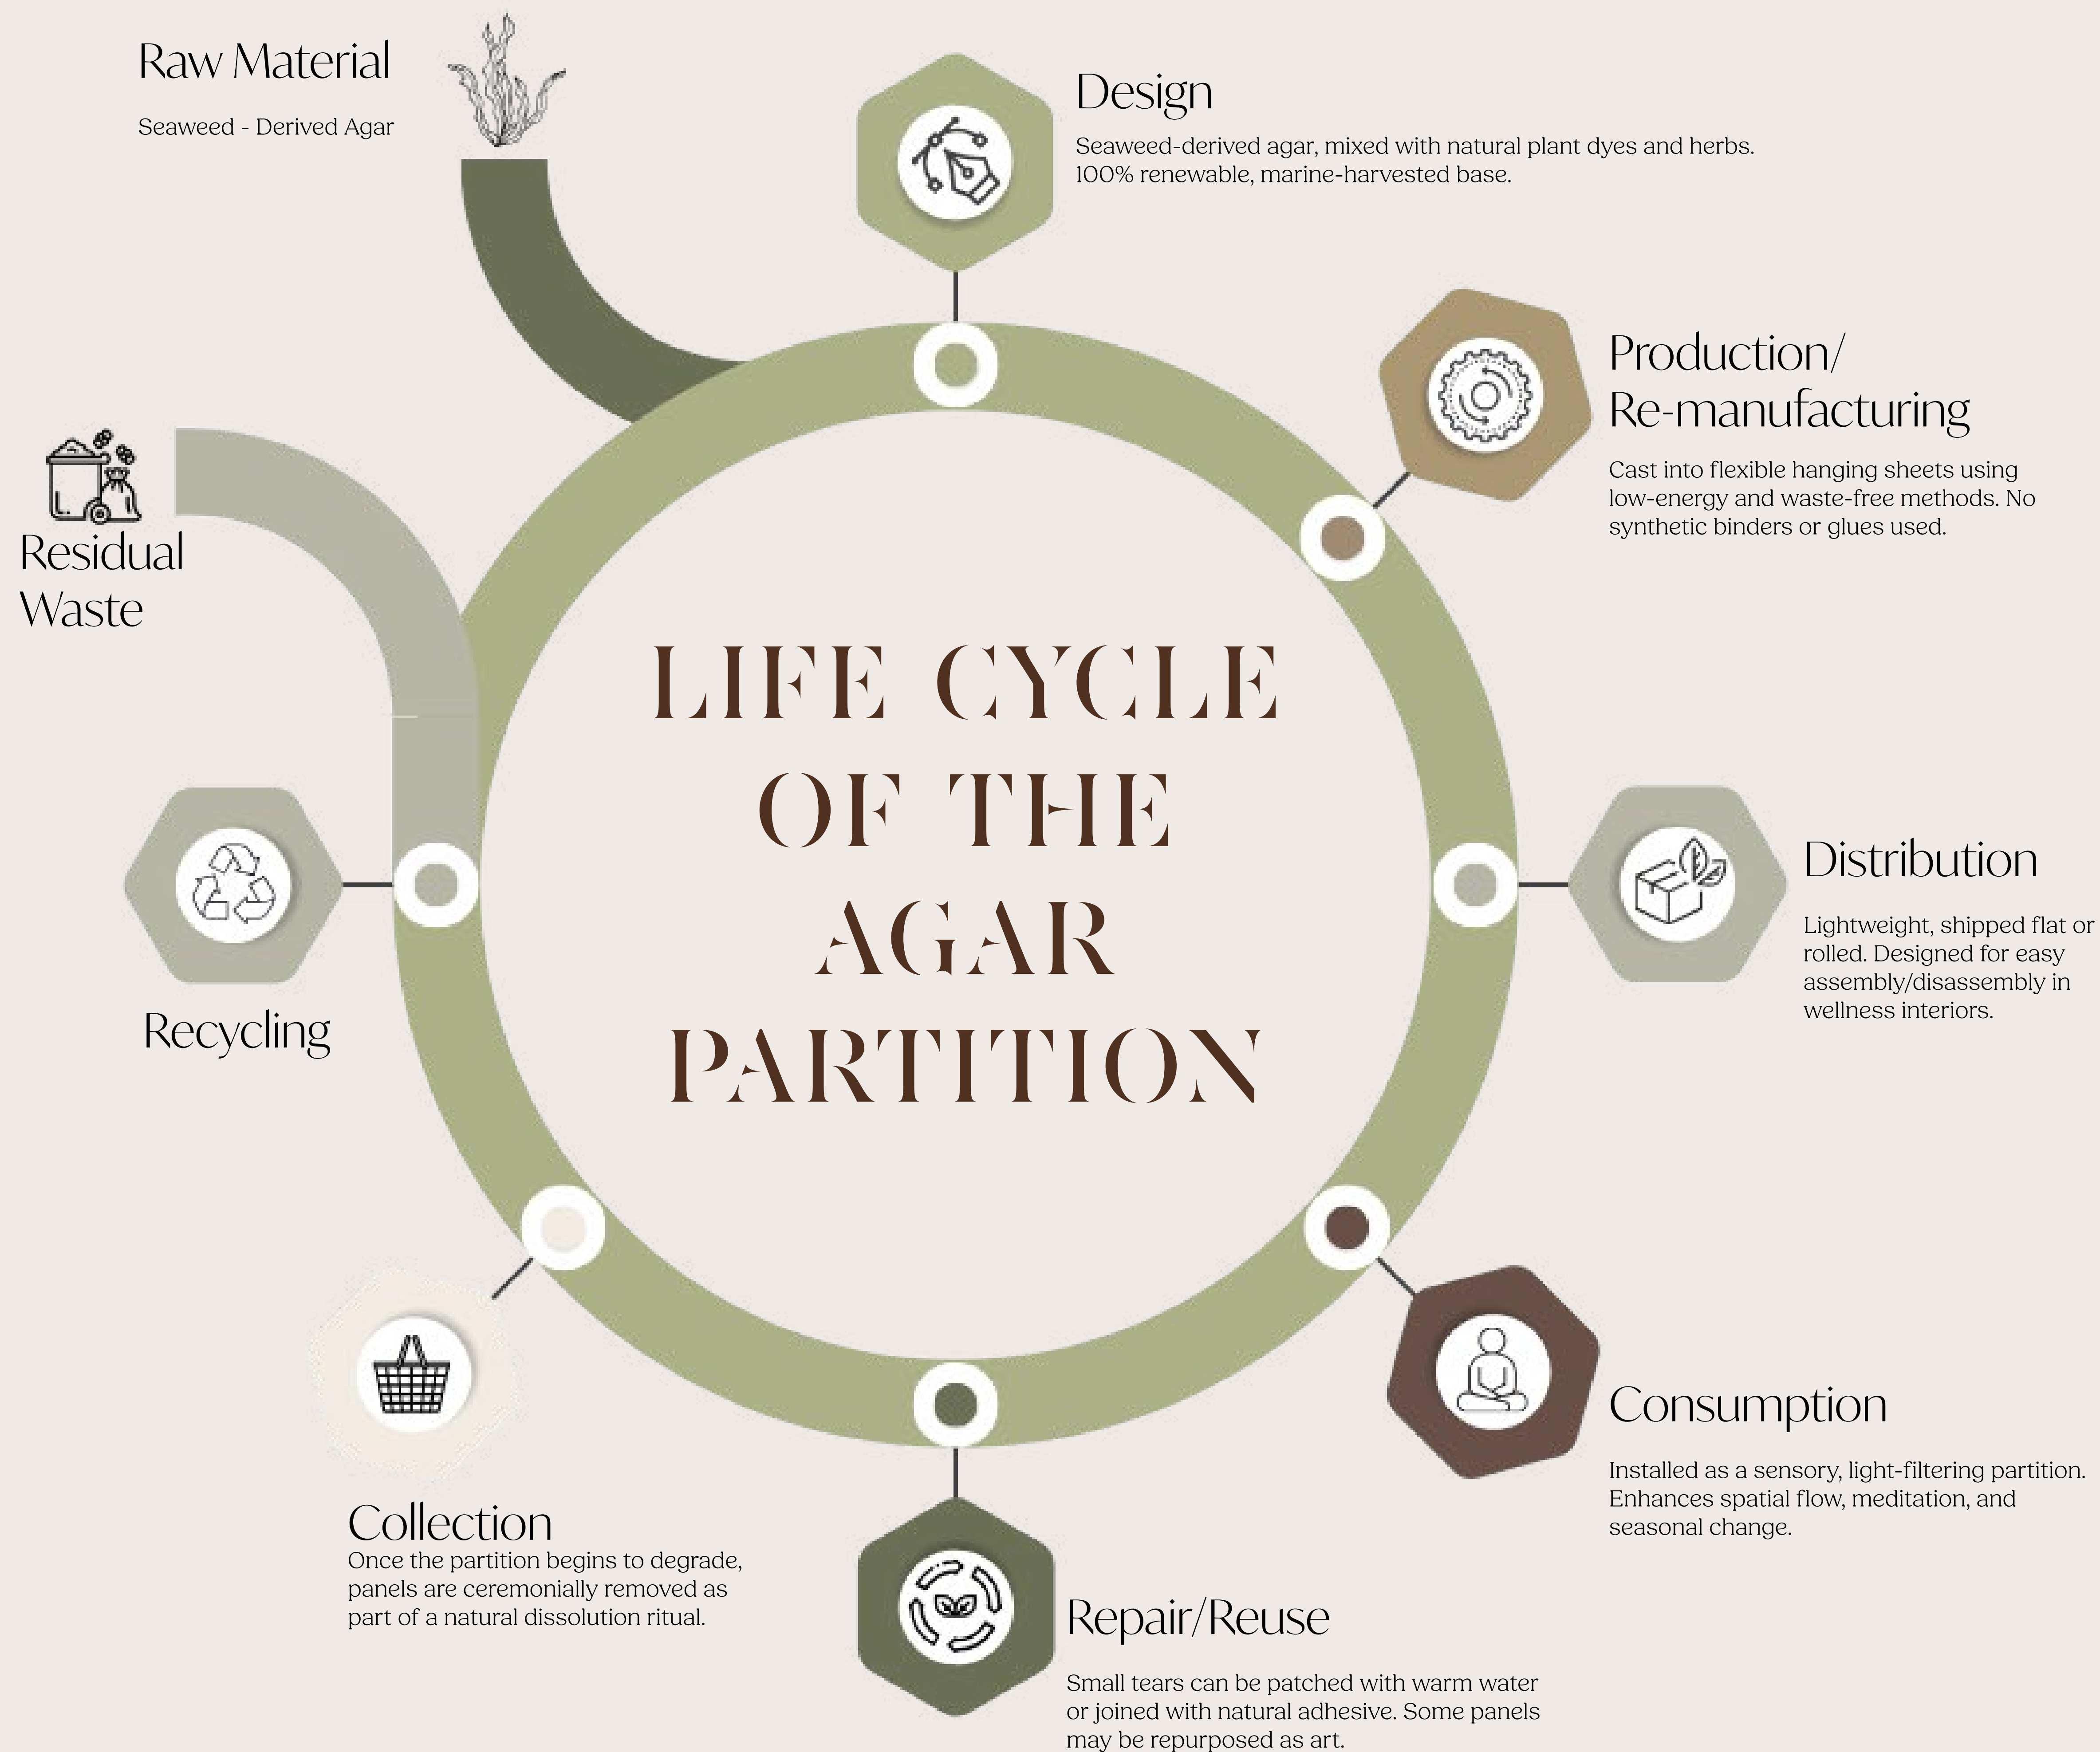 Raw Material
Seaweed - Derived Agar
Design
Seaweed-derived agar, mixed with natural plant dyes and herbs.
100% renewable, marine-harvested base.
Production/
Re-manufacturing
Cast into flexible hanging sheets using
low-energy and waste-free methods. No
synthetic binders or glues used.
Residual
Waste
LIFE CYCLE
OF THE
AGAR
PARTITION
Distribution
Lightweight, shipped flat or
rolled. Designed for easy
assembly/disassembly in
wellness interiors.
Recycling
Consumption
Installed as a sensory, light-filtering partition.
Enhances spatial flow, meditation, and
seasonal change.
Collection
Once the partition begins to degrade,
panels are ceremonially removed as
part of a natural dissolution ritual.
Repair/Reuse
Small tears can be patched with warm water
or joined with natural adhesive. Some panels
may be repurposed as art.